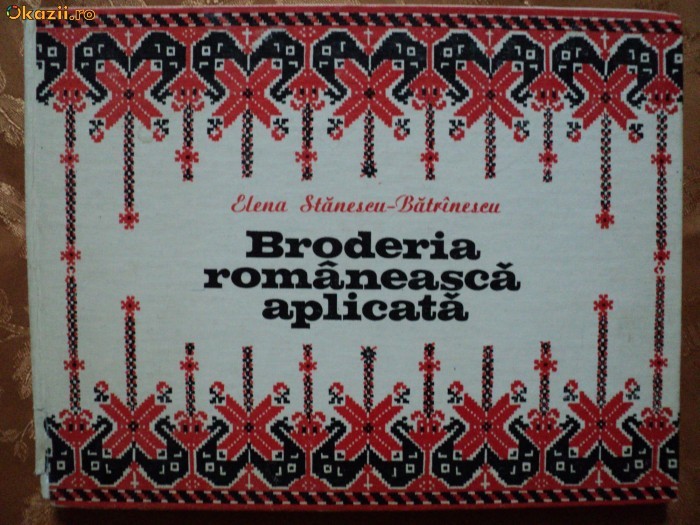 Okazii.ro
Elena Stănescu-Bătrînescu
Broderia
românească
aplicată